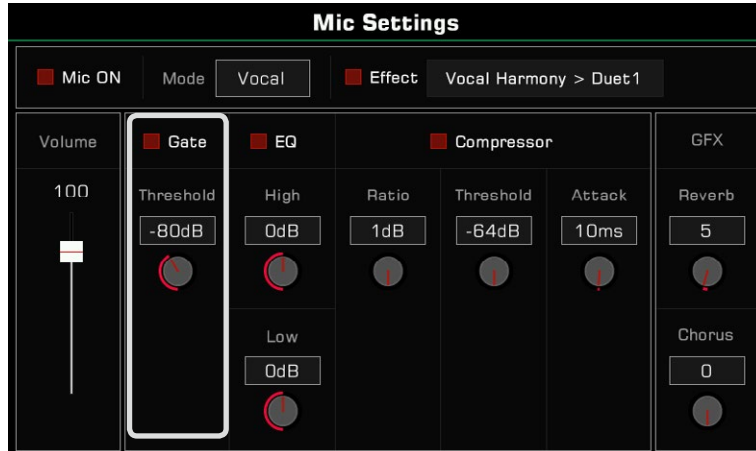 Mic Settings
Mic ON Mode Vocal Effect Vocal Harmony > Duet1
Volume Gate EQ Compressor GFX
100 Threshold High Ratio Threshold Attack Reverb
-80dB 0dB 1dB -64dB 10ms 5
Low Chorus
0dB 0